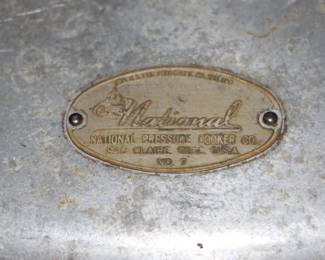 National
NATIONAL PRESSURE COOKER CO.
EAU CLAIRE, WIS., U.S.A.
NO. 7